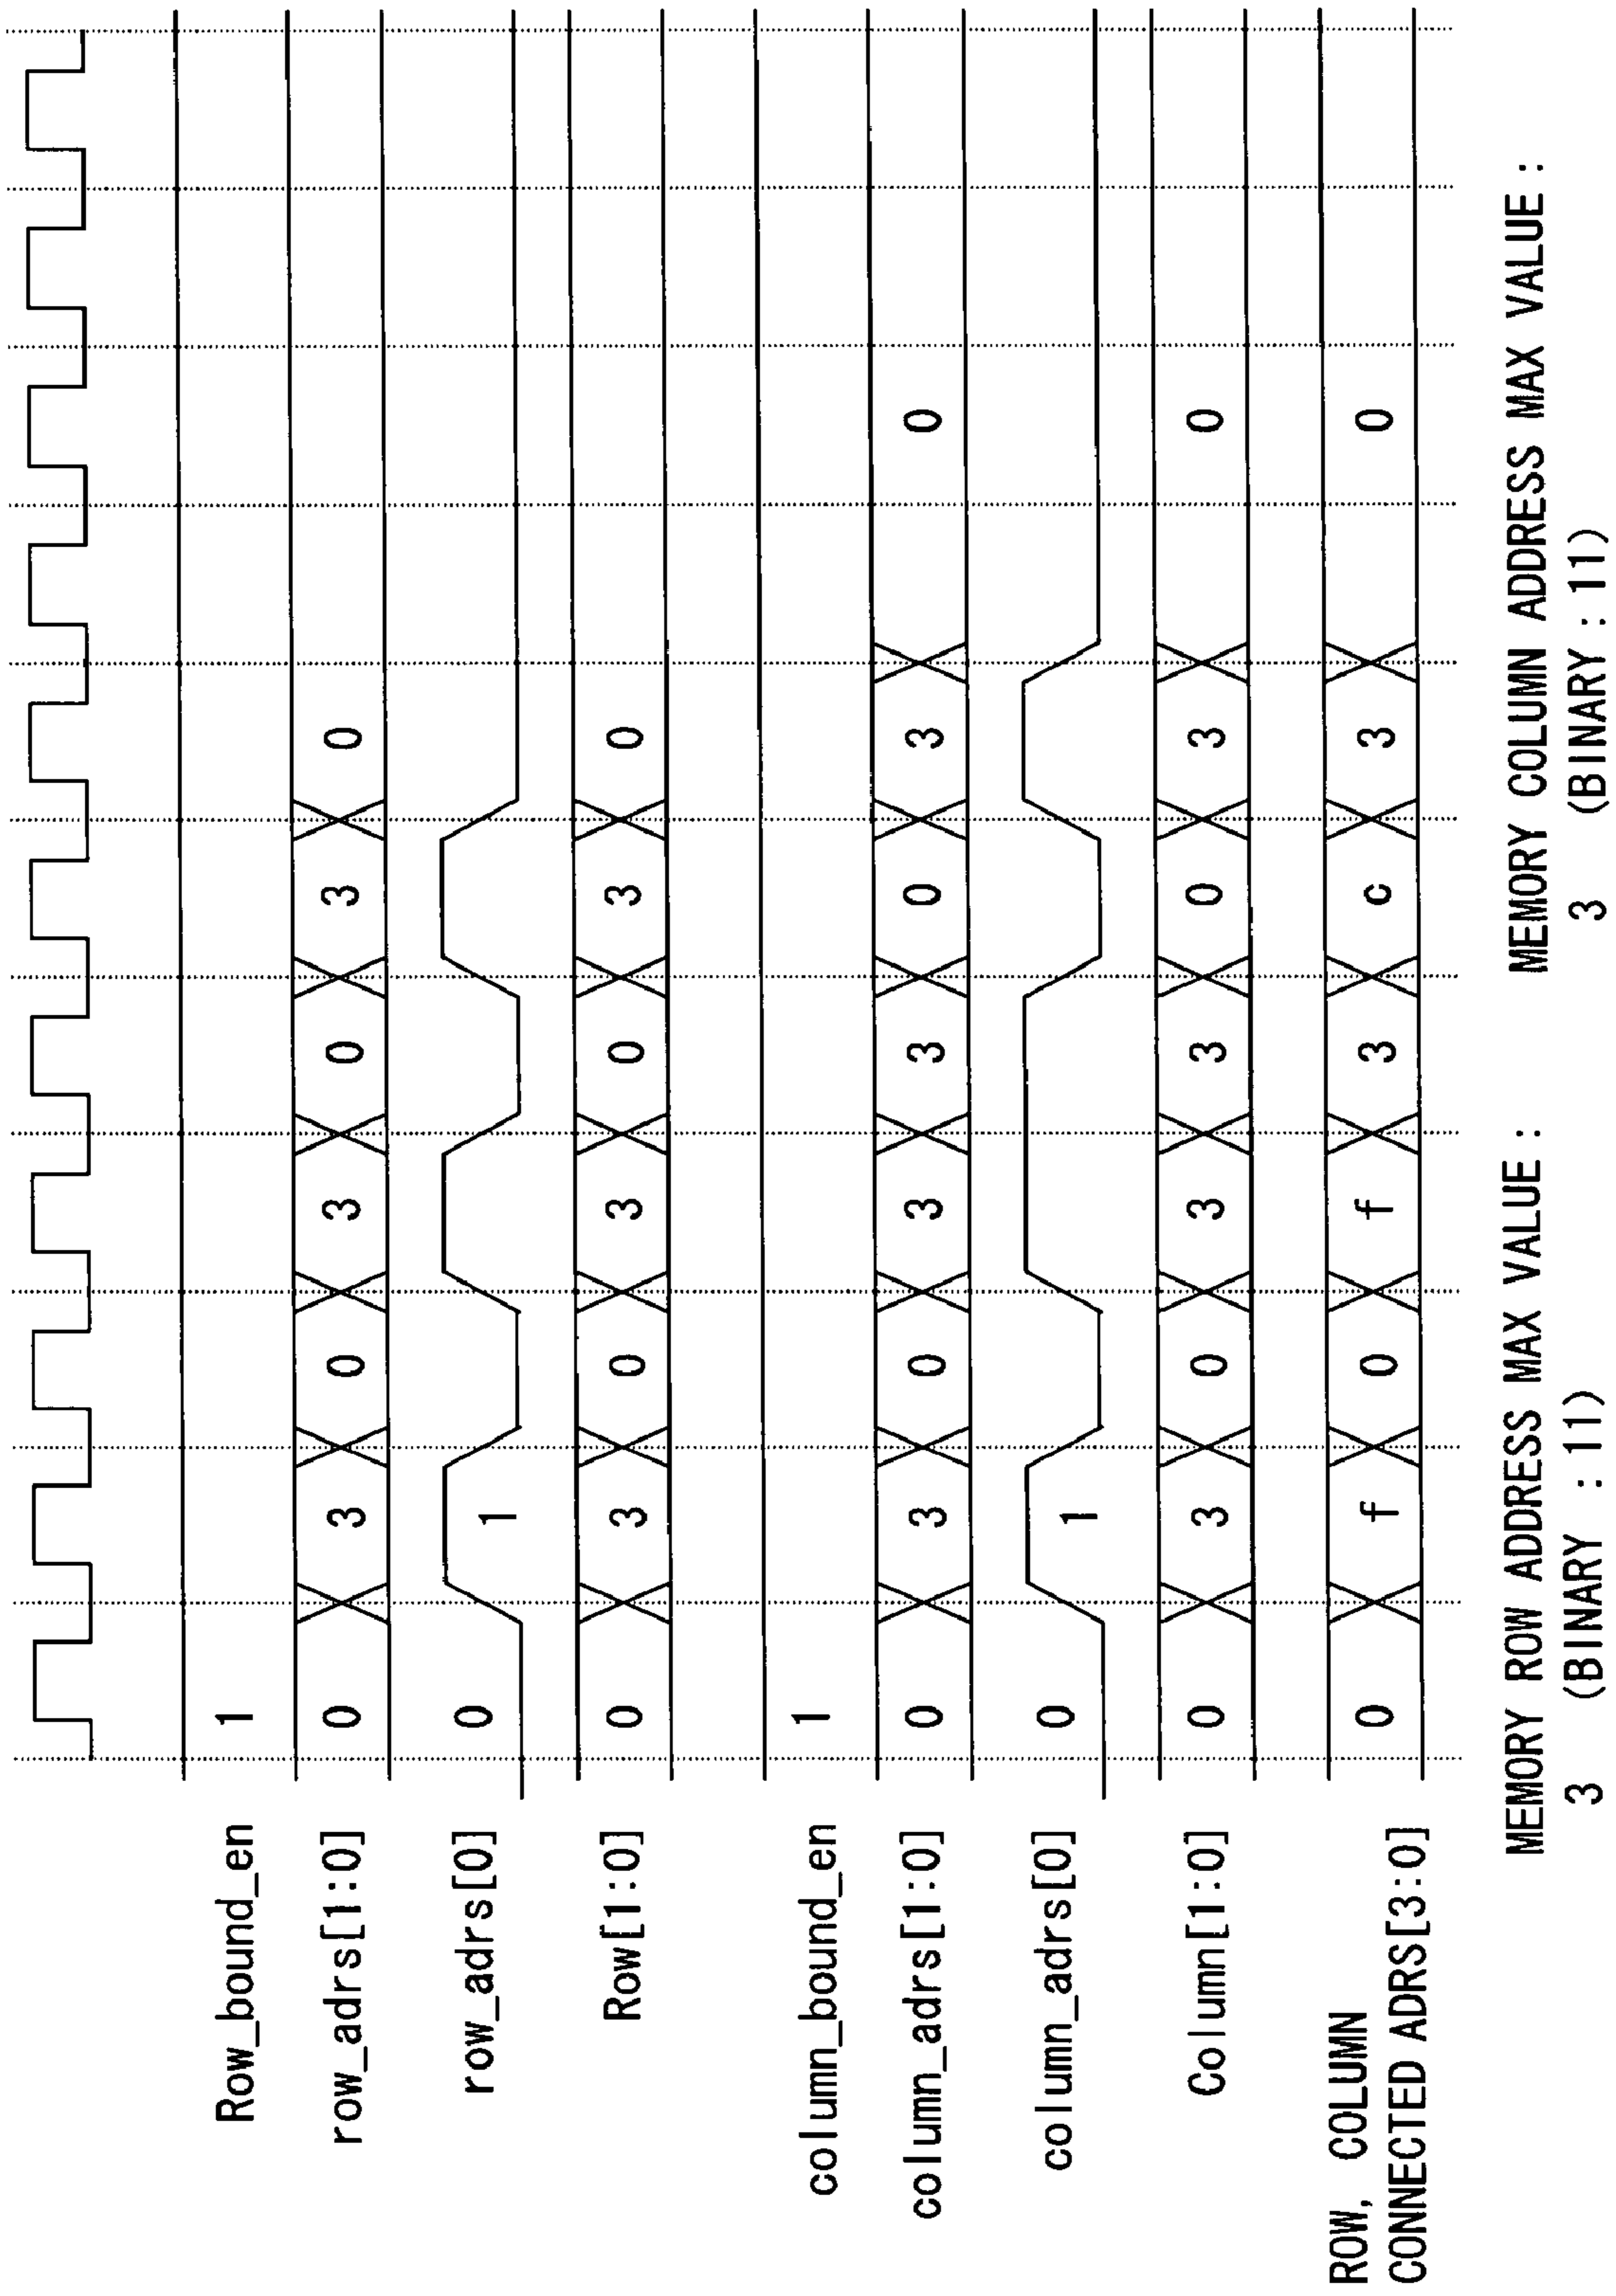 Row_bound_en 1
row_adrs[1:0] 0 3 0 3 0 3 0
row_adrs[0] 0 1
Row[1:0] 0 3 0 3 0 3 0
column_bound_en 1
column_adrs[1:0] 0 3 0 3 3 0 3 0
column_adrs[0] 0 1
Column[1:0] 0 3 0 3 3 0 3 0
ROW, COLUMN
CONNECTED ADRS[3:0] 0 f 0 f 3 c 3 0
MEMORY ROW ADDRESS MAX VALUE : MEMORY COLUMN ADDRESS MAX VALUE :
3 (BINARY :11) 3 (BINARY :11)